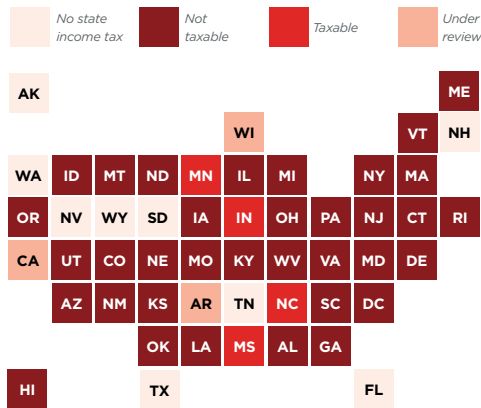 No state income tax
Not taxable
Taxable
Under review
AK
ME
WI
VT NH
WA ID MT ND MN IL MI NY MA
OR NV WY SD IA IN OH PA NJ CT RI
CA UT CO NE MO KY WV VA MD DE
AZ NM KS AR TN NC SC DC
OK LA MS AL GA
HI TX FL